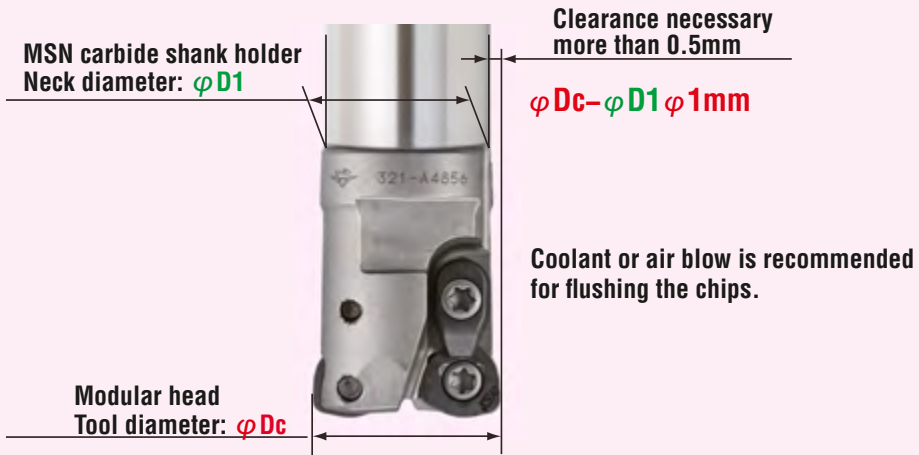 MSN carbide shank holder
Neck diameter: φD1
Clearance necessary
more than 0.5mm
φDc–φD1φ1mm
321-A4856
Coolant or air blow is recommended
for flushing the chips.
Modular head
Tool diameter: φDc